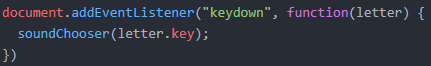 document.addEventListener("keydown", function(letter) {
  soundChooser(letter.key);
})